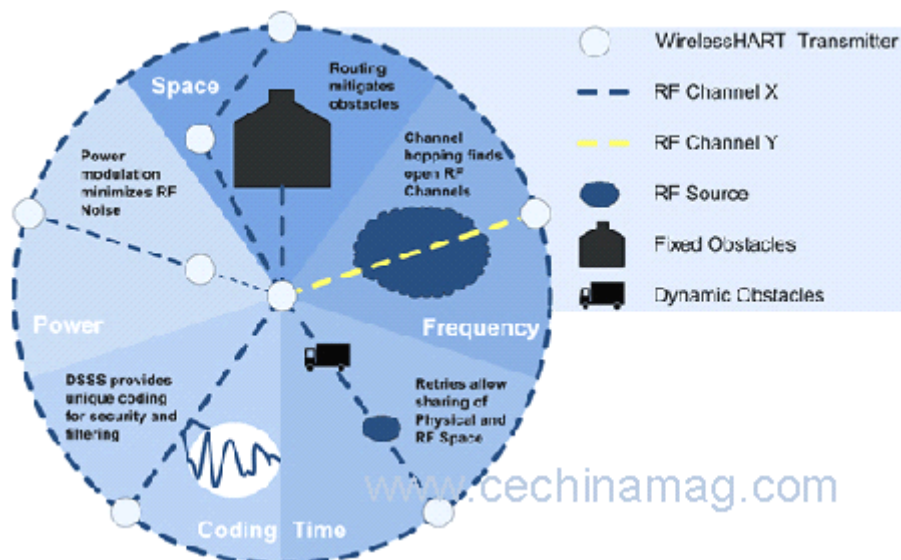 Space
Routing
mitigates
obstacles
WirelessHART Transmitter
RF Channel X
Power
modulation
minimizes RF
Noise
Channel
hopping finds
open RF
Channels
RF Channel Y
RF Source
Fixed Obstacles
Dynamic Obstacles
Power
Frequency
DSSS provides
unique coding
for security and
filtering
Retries allow
sharing of
Physical and
RF Space
www.cechinamag.com
Coding
Time